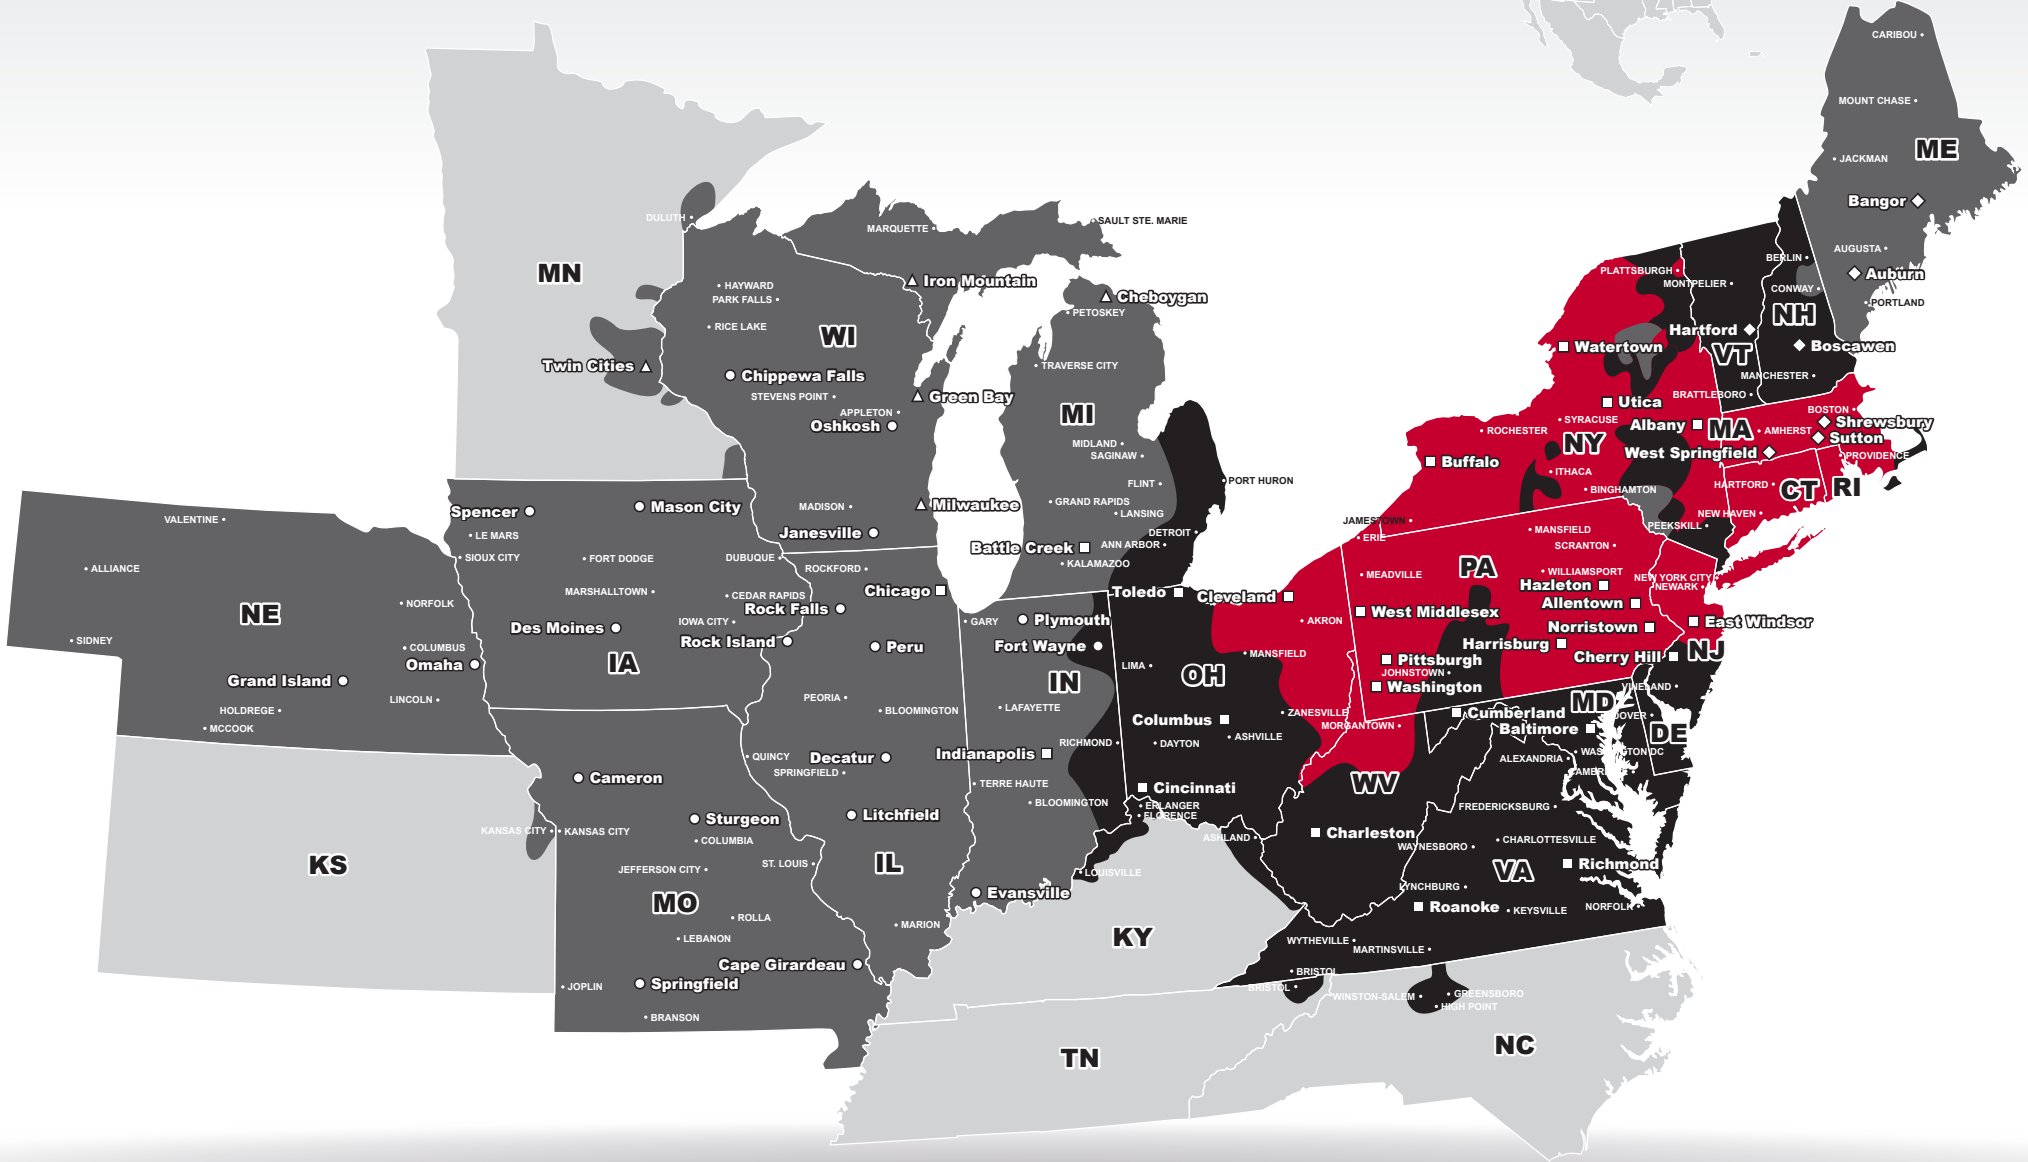 CARIBOU
MOUNT CHASE
ME
JACKMAN
Bangor
DULUTH
SAULT STE. MARIE
MARQUETTE
AUGUSTA
BERLIN
MN
PLATTSBURGH
Auburn
Iron Mountain
MONTPELIER
HAYWARD
CONWAY
Cheboygan
PARK FALLS
PORTLAND
PETOSKEY
NH
RICE LAKE
WI
Hartford
Watertown
Boscawen
VT
Twin Cities
TRAVERSE CITY
Chippewa Falls
MANCHESTER
STEVENS POINT
Green Bay
BRATTLEBORO
Utica
APPLETON
MI
BOSTON
Oshkosh
SYRACUSE
Albany
Shrewsbury
ROCHESTER
MA
AMHERST
Sutton
MIDLAND
NY
SAGINAW
West Springfield
PROVIDENCE
Buffalo
ITHACA
PORT HURON
FLINT
HARTFORD
CT
RI
BINGHAMTON
GRAND RAPIDS
Milwaukee
Mason City
MADISON
Spencer
LANSING
NEW HAVEN
VALENTINE
JAMESTOWN
PEEKSKILL
MANSFIELD
Janesville
DETROIT
LE MARS
ERIE
Battle Creek
ANN ARBOR
SCRANTON
SIOUX CITY
FORT DODGE
DUBUQUE
KALAMAZOO
ALLIANCE
ROCKFORD
PA
MEADVILLE
WILLIAMSPORT
NEW YORK CITY
MARSHALLTOWN
CEDAR RAPIDS
Chicago
Toledo
Cleveland
Hazleton
NEWARK
NORFOLK
Rock Falls
Allentown
NE
West Middlesex
GARY
Plymouth
AKRON
IOWA CITY
Des Moines
Norristown
East Windsor
SIDNEY
Rock Island
Peru
Fort Wayne
Harrisburg
COLUMBUS
NJ
MANSFIELD
Cherry Hill
Omaha
IA
LIMA
Pittsburgh
OH
JOHNSTOWN
Grand Island
IN
Washington
VINELAND
LINCOLN
PEORIA
MD
HOLDREGE
BLOOMINGTON
LAFAYETTE
ZANESVILLE
Cumberland
DOVER
MCCOOK
Columbus
MORGANTOWN
Baltimore
DE
ASHVILLE
RICHMOND
DAYTON
Indianapolis
WASHINGTON DC
QUINCY
Decatur
ALEXANDRIA
SPRINGFIELD
Cameron
TERRE HAUTE
WV
Cincinnati
BLOOMINGTON
ERLANGER
FREDERICKSBURG
Litchfield
FLORENCE
Sturgeon
KANSAS CITY
KANSAS CITY
Charleston
ASHLAND
COLUMBIA
CHARLOTTESVILLE
WAYNESBORO
KS
IL
ST. LOUIS
Richmond
JEFFERSON CITY
LOUISVILLE
VA
LYNCHBURG
Evansville
MO
Roanoke
KEYSVILLE
NORFOLK
ROLLA
MARION
LEBANON
KY
WYTHEVILLE
MARTINSVILLE
Cape Girardeau
BRISTOL
Springfield
JOPLIN
BRISTOL
WINSTON-SALEM
GREENSBORO
HIGH POINT
BRANSON
NC
TN